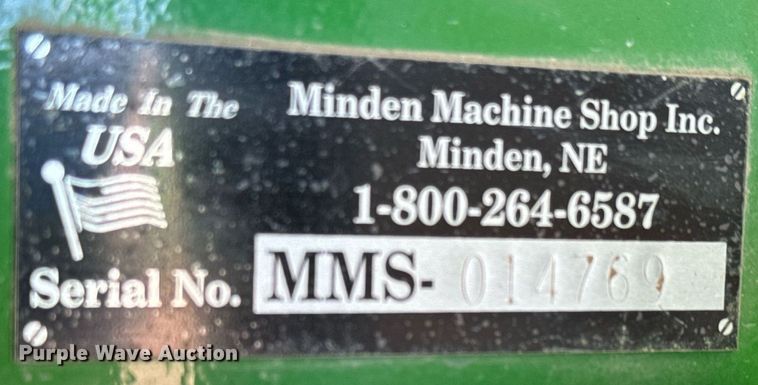 Made In The
USA
Minden Machine Shop Inc.
Minden, NE
1-800-264-6587
Serial No. MMS-014769
Purple Wave Auction